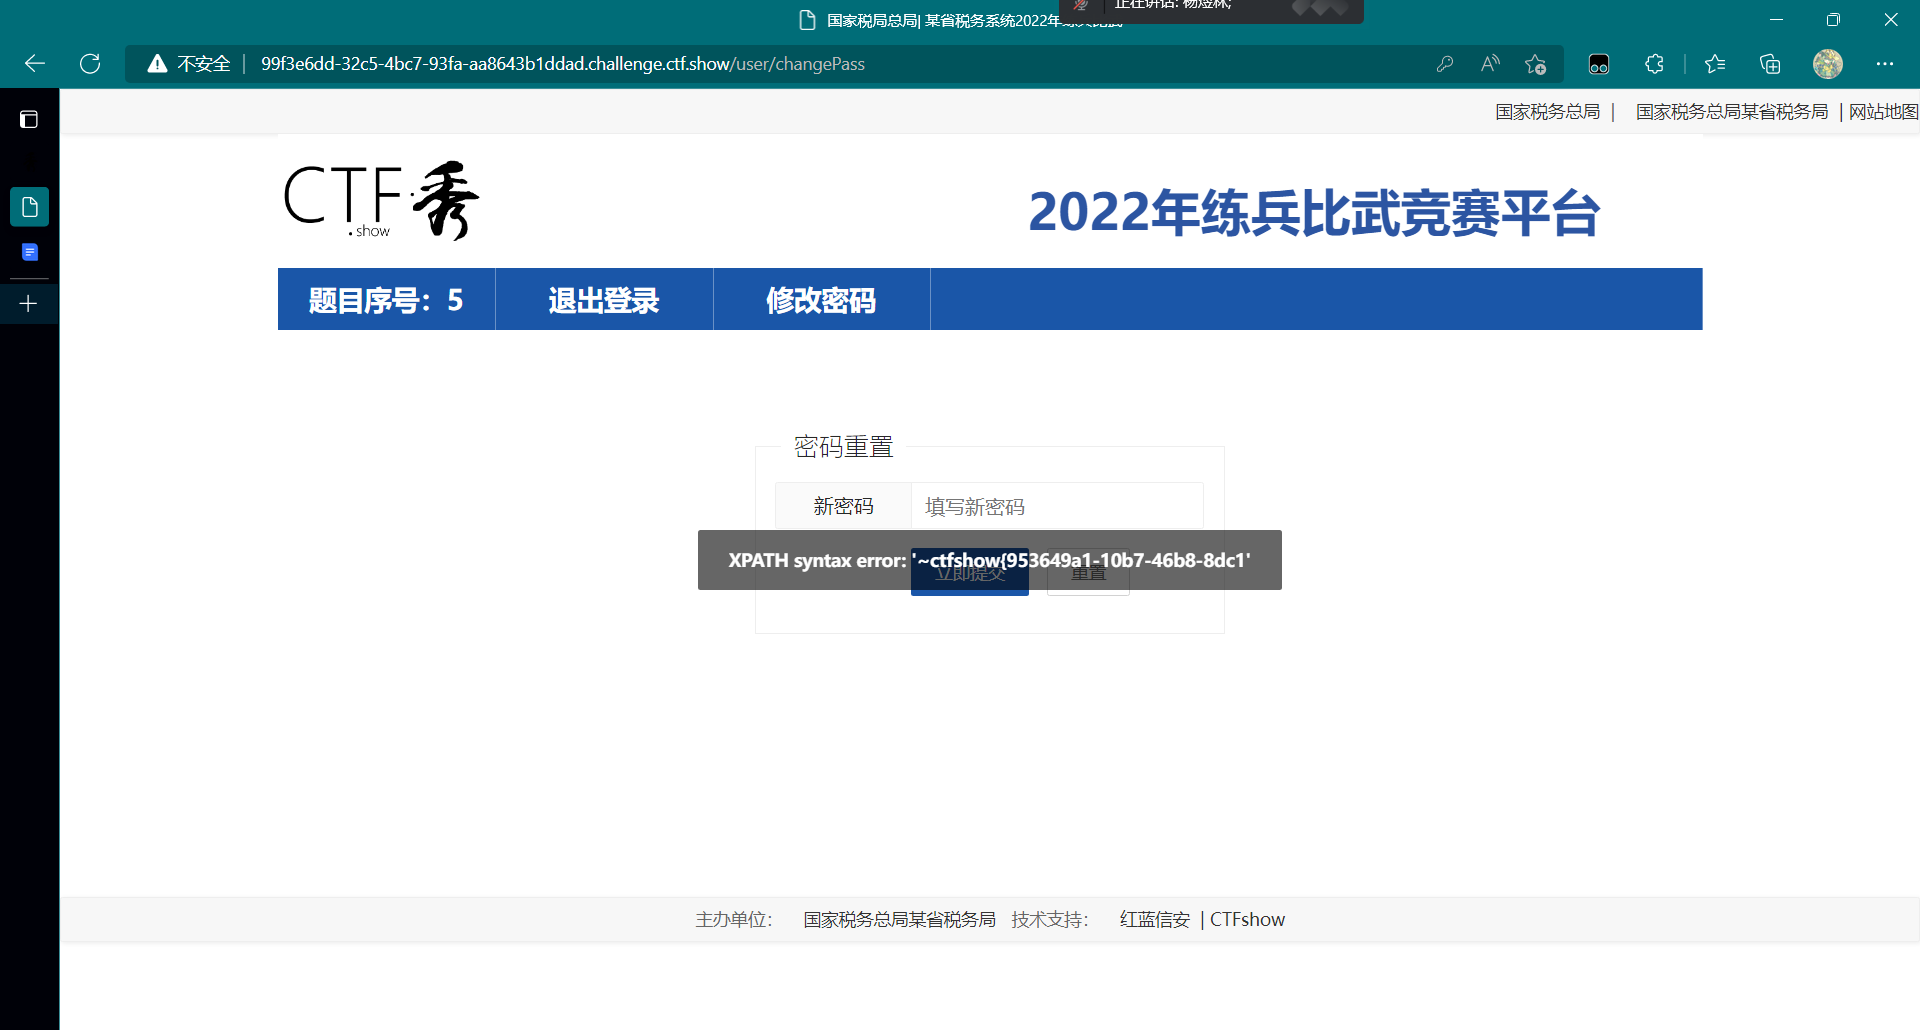 正在讲话: 杨煜林;
国家税局总局| 某省税务系统2022年
不安全
99f3e6dd-32c5-4bc7-93fa-aa8643b1ddad.challenge.ctf.show/user/changePass
国家税务总局 | 国家税务总局某省税务局 | 网站地图
CTF秀
.show
2022年练兵比武竞赛平台
题目序号：5 退出登录 修改密码
密码重置
新密码 填写新密码
XPATH syntax error: '~ctfshow{953649a1-10b7-46b8-8dc1'
立即提交 重置
主办单位： 国家税务总局某省税务局 技术支持： 红蓝信安 | CTFshow